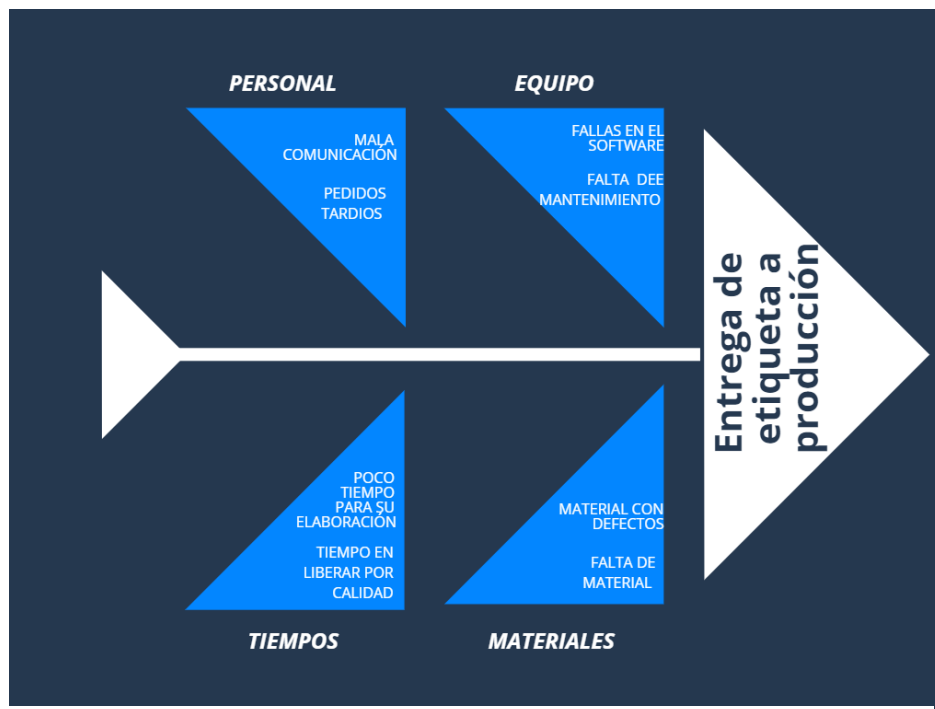 PERSONAL
MALA
COMUNICACIÓN
PEDIDOS
TARDIOS
EQUIPO
FALLAS EN EL
SOFTWARE
FALTA DEE
MANTENIMIENTO
Entrega de
etiqueta a
producción
POCO
TIEMPO
PARA SU
ELABORACIÓN
TIEMPO EN
LIBERAR POR
CALIDAD
TIEMPOS
MATERIAL CON
DEFECTOS
FALTA DE
MATERIAL
MATERIALES